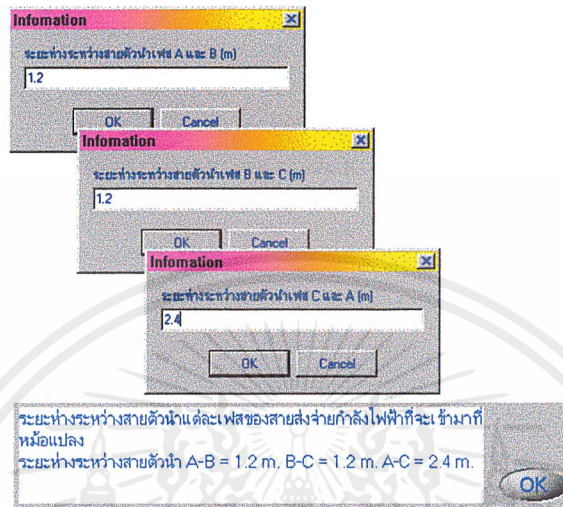 Infomation
ระยะห่างระหว่างสายตัวนำเฟส A และ B (m)
1.2
OK Cancel
Infomation
ระยะห่างระหว่างสายตัวนำเฟส B และ C (m)
1.2
OK Cancel
Infomation
ระยะห่างระหว่างสายตัวนำเฟส C และ A (m)
2.4
OK Cancel
ระยะห่างระหว่างสายตัวนำแต่ละเฟสของสายส่งจ่ายกำลังไฟฟ้าที่จะเข้ามาที่
หม้อแปลง
ระยะห่างระหว่างสายตัวนำ A-B = 1.2 m. B-C = 1.2 m. A-C = 2.4 m.
OK